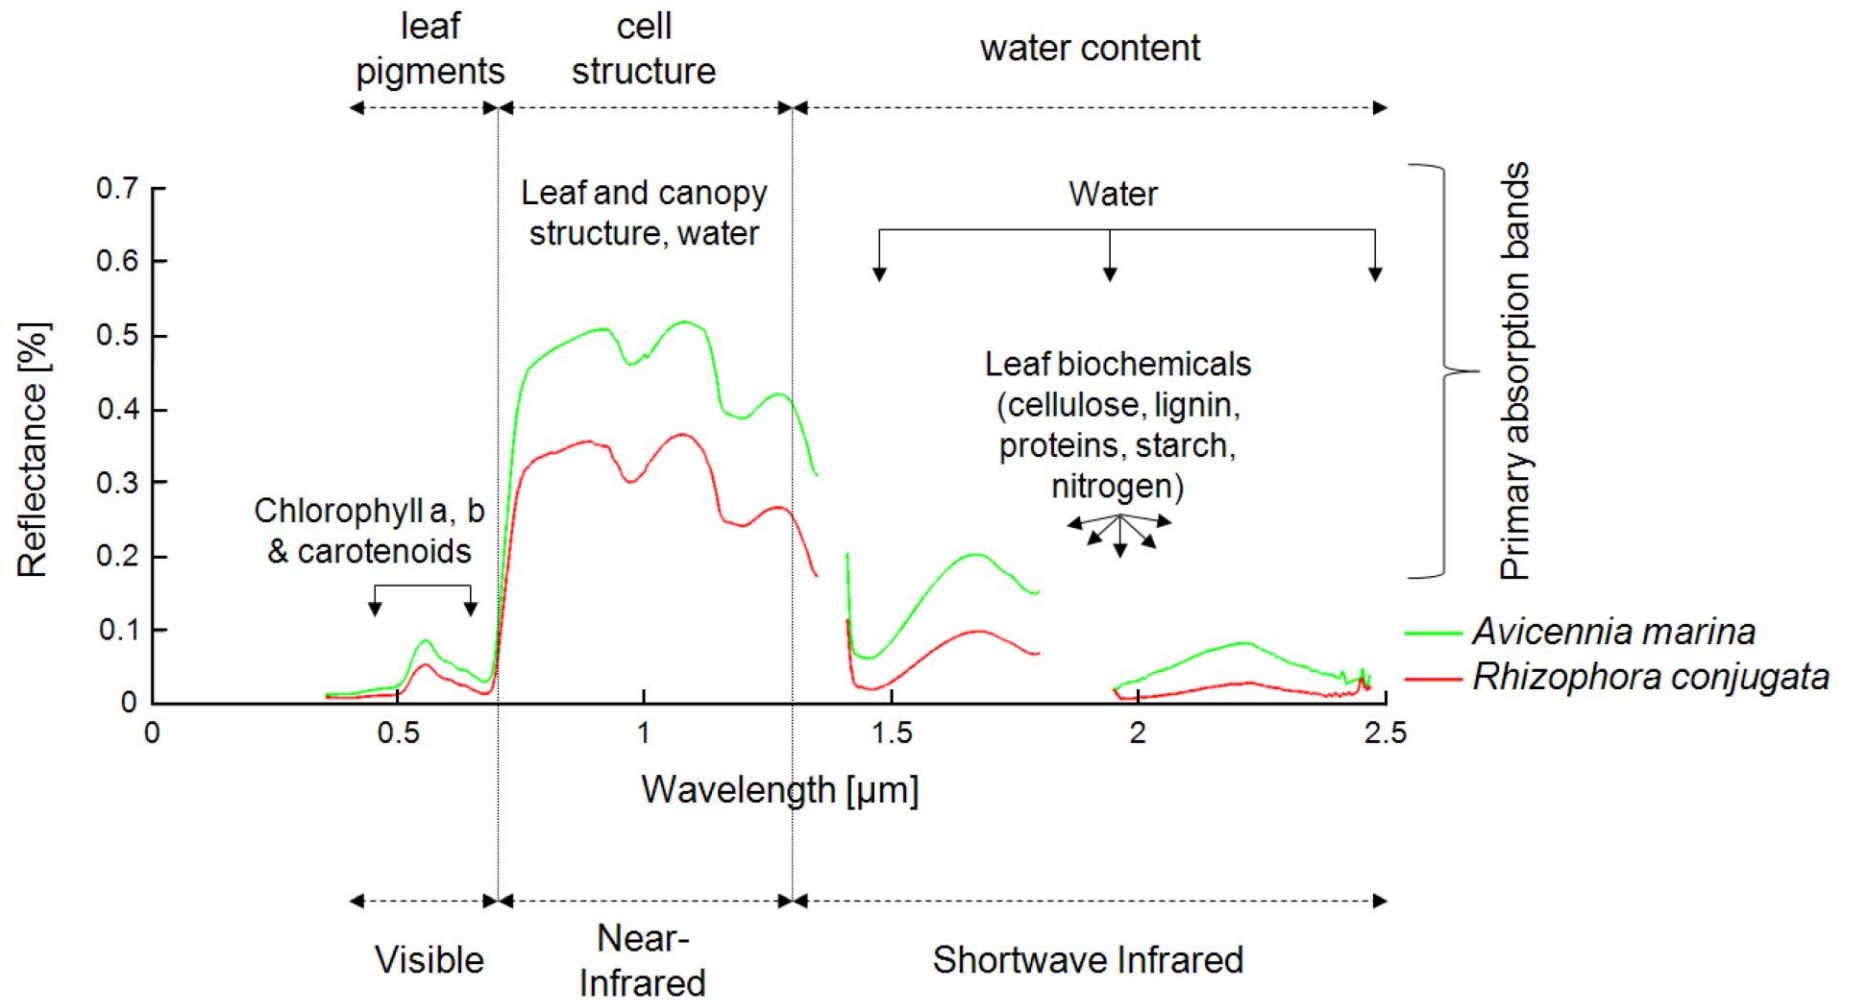 leaf
pigments
cell
structure
water content
Leaf and canopy
structure, water
Water
Leaf biochemicals
(cellulose, lignin,
proteins, starch,
nitrogen)
Chlorophyll a, b
& carotenoids
Primary absorption bands
Reflectance [%]
0.7
0.6
0.5
0.4
0.3
0.2
0.1
0
0
0.5
1
1.5
2
2.5
Wavelength [µm]
Avicennia marina
Rhizophora conjugata
Visible
Near-
Infrared
Shortwave Infrared